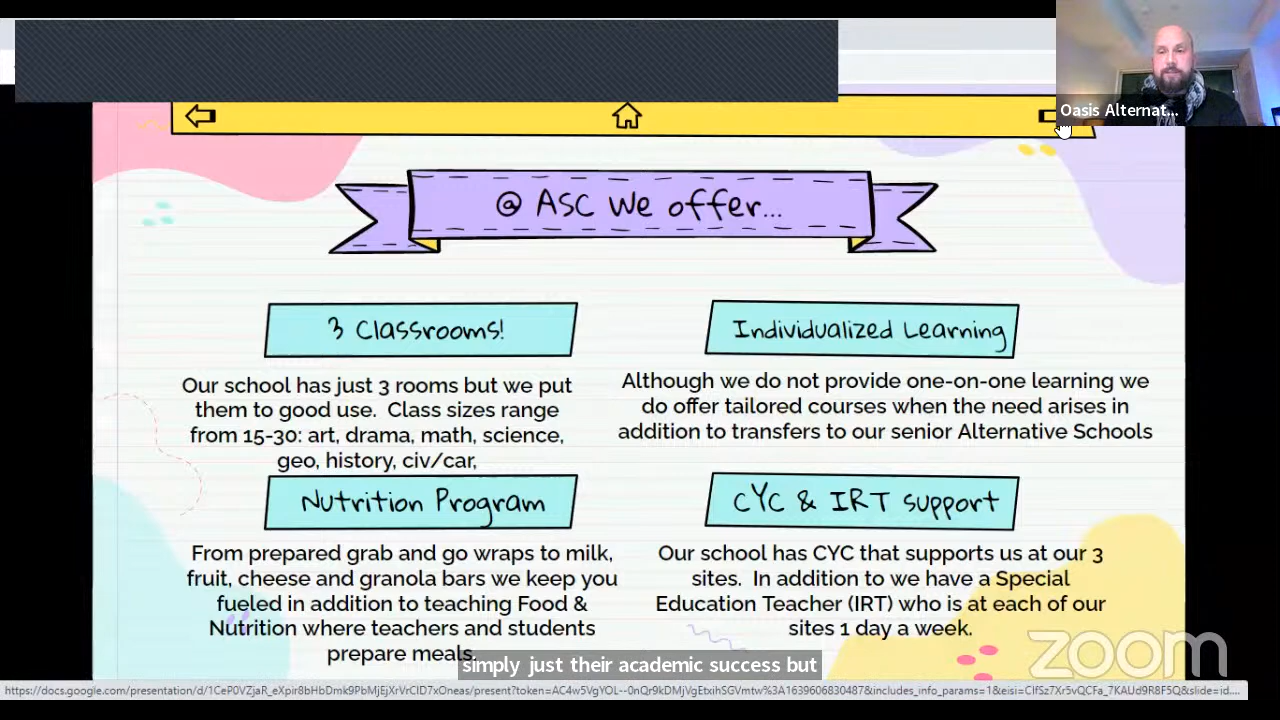 Oasis Alternat...
@ ASC We offer...
3 Classrooms!
Our school has just 3 rooms but we put
them to good use. Class sizes range
from 15-30: art, drama, math, science,
geo, history, civ/car,
Individualized Learning
Although we do not provide one-on-one learning we
do offer tailored courses when the need arises in
addition to transfers to our senior Alternative Schools
Nutrition Program
From prepared grab and go wraps to milk,
fruit, cheese and granola bars we keep you
fueled in addition to teaching Food &
Nutrition where teachers and students
prepare meals.
CYC & IRT support
Our school has CYC that supports us at our 3
sites. In addition to we have a Special
Education Teacher (IRT) who is at each of our
sites 1 day a week.
simply just their academic success but
zoom